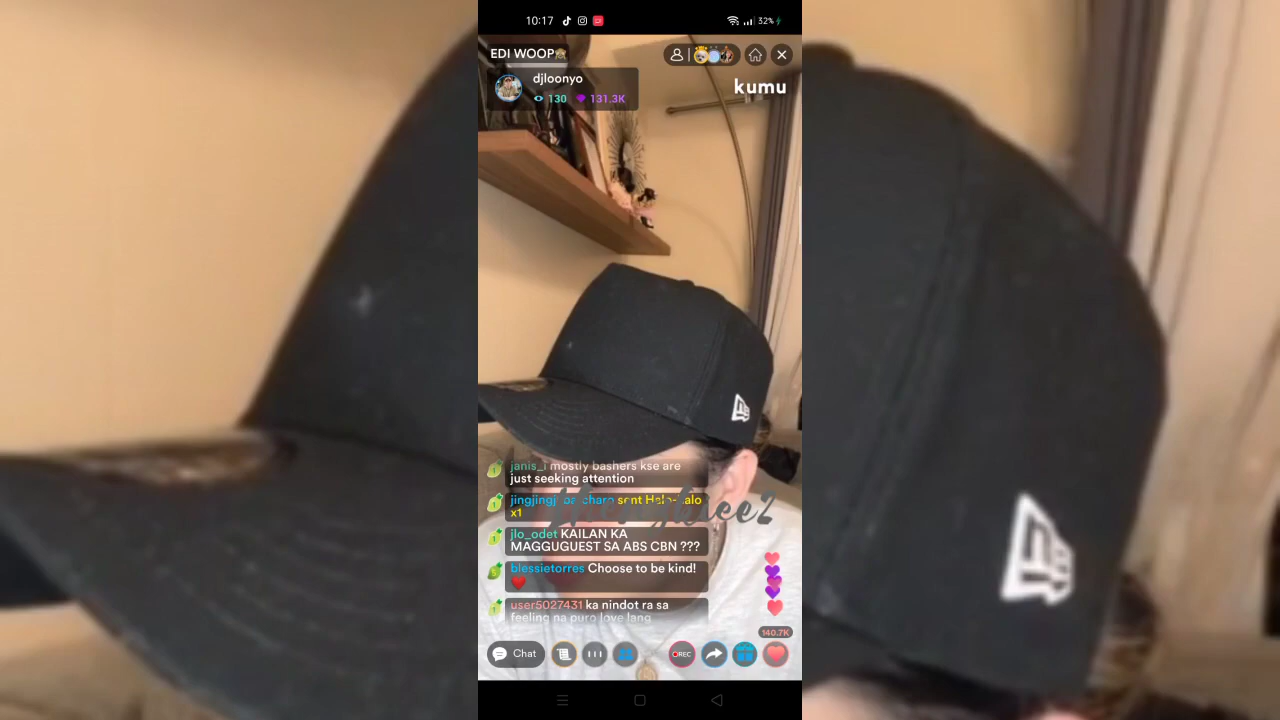 10:17
32%
EDI WOOP
djloonyo
130 131.3K
kumu
janis_i mostly bashers kse are
just seeking attention
sent Halo-Halo
x1
jlo_odet KAILAN KA
MAGGUGUEST SA ABS CBN ???
blessietorres Choose to be kind!
user5027431 ka nindot ra sa
feeling na puro love lang
140.7K
Chat
REC